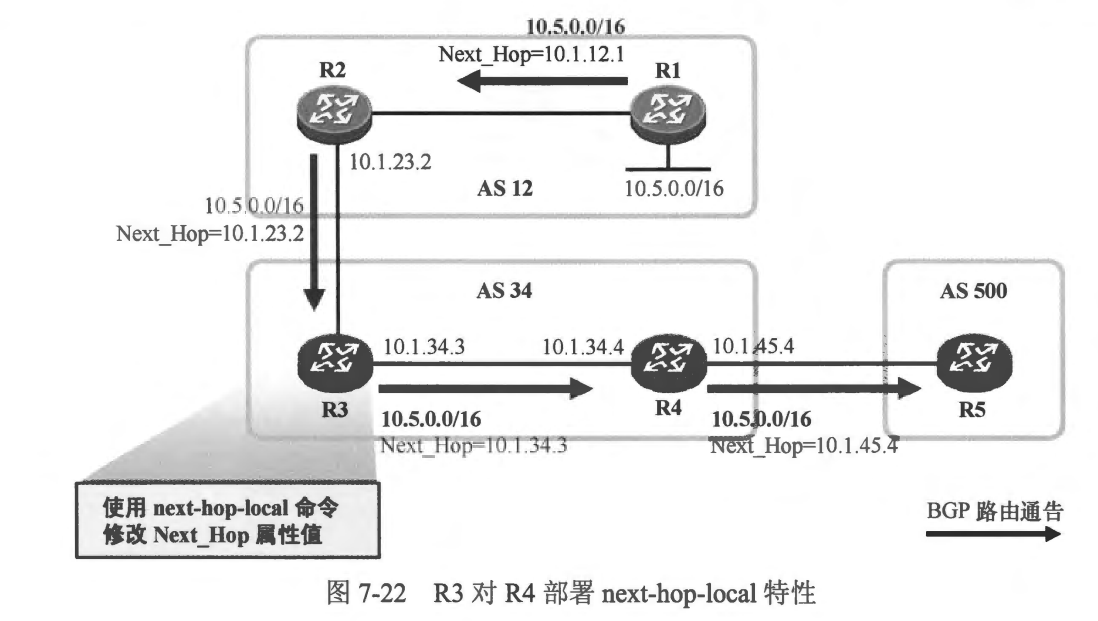 10.5.0.0/16
Next_Hop=10.1.12.1
R2
R1
10.1.23.2
AS 12
10.5.0.0/16
10.5.0.0/16
Next_Hop=10.1.23.2
AS 34
AS 500
10.1.34.3
10.1.34.4
10.1.45.4
R3
R4
R5
10.5.0.0/16
Next_Hop=10.1.34.3
10.5.0.0/16
Next_Hop=10.1.45.4
使用 next-hop-local 命令
修改 Next_Hop 属性值
BGP 路由通告
图 7-22 R3 对 R4 部署 next-hop-local 特性